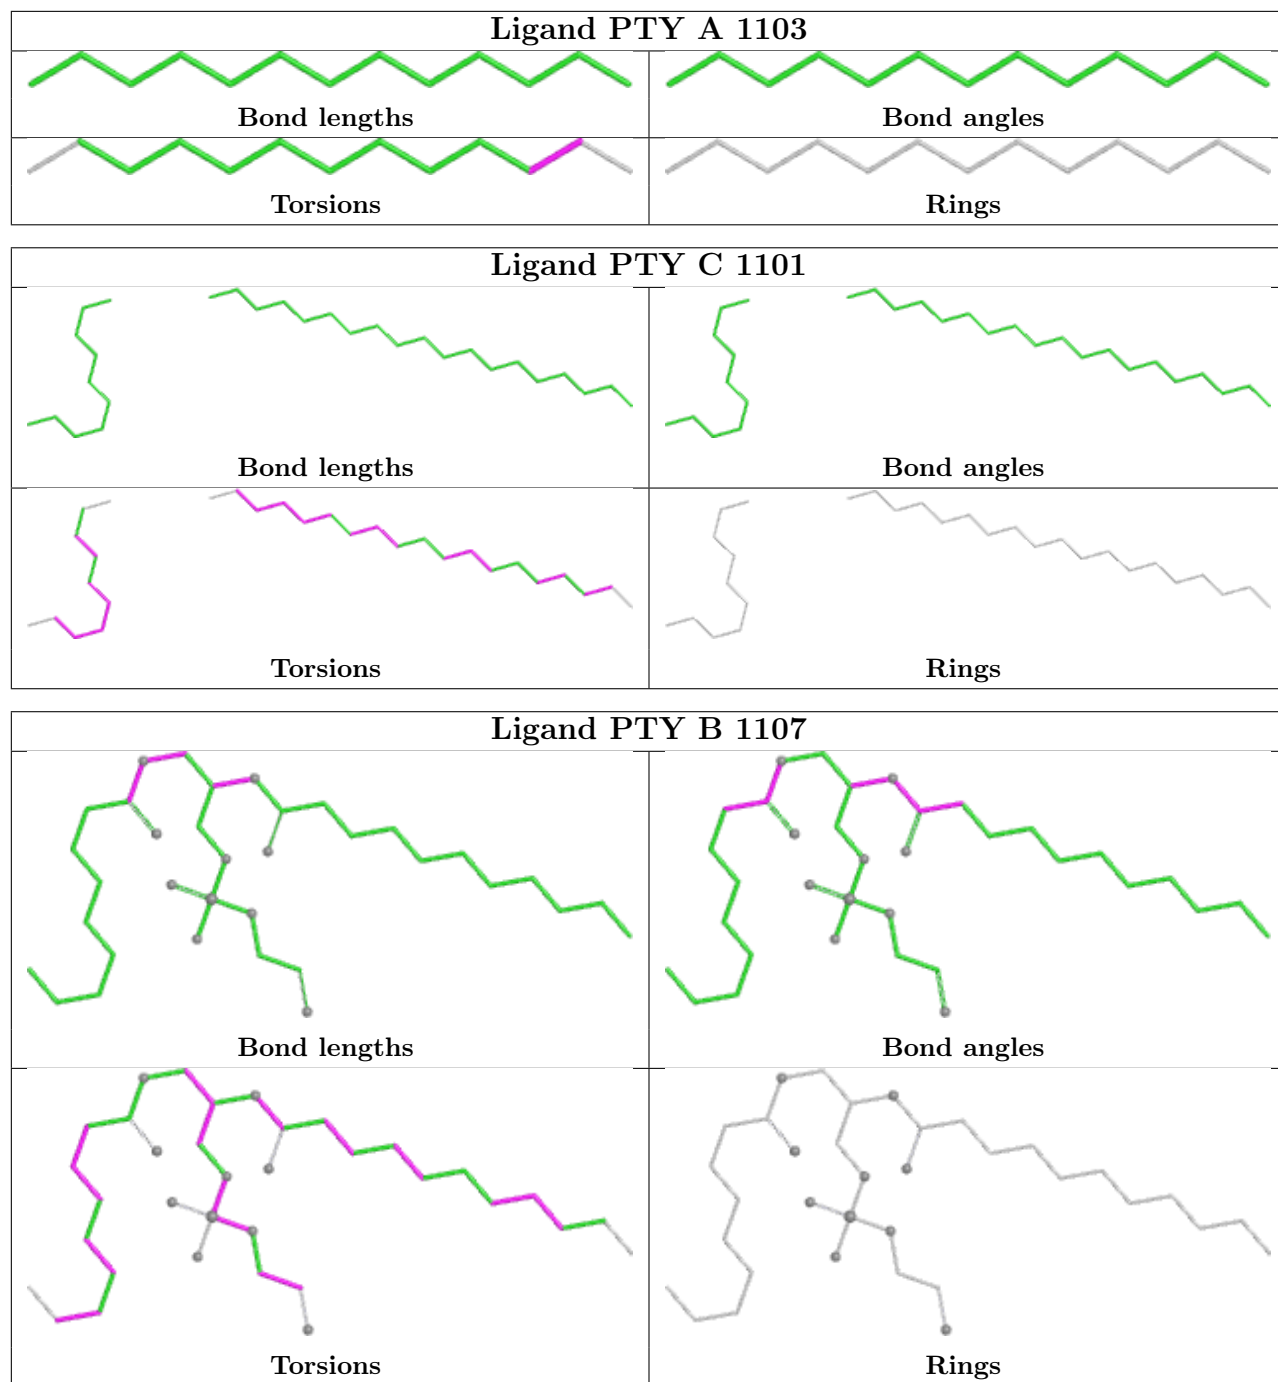 Ligand PTY A 1103
Bond lengths
Bond angles
Torsions
Rings
Ligand PTY C 1101
Bond lengths
Bond angles
Torsions
Rings
Ligand PTY B 1107
Bond lengths
Bond angles
Torsions
Rings